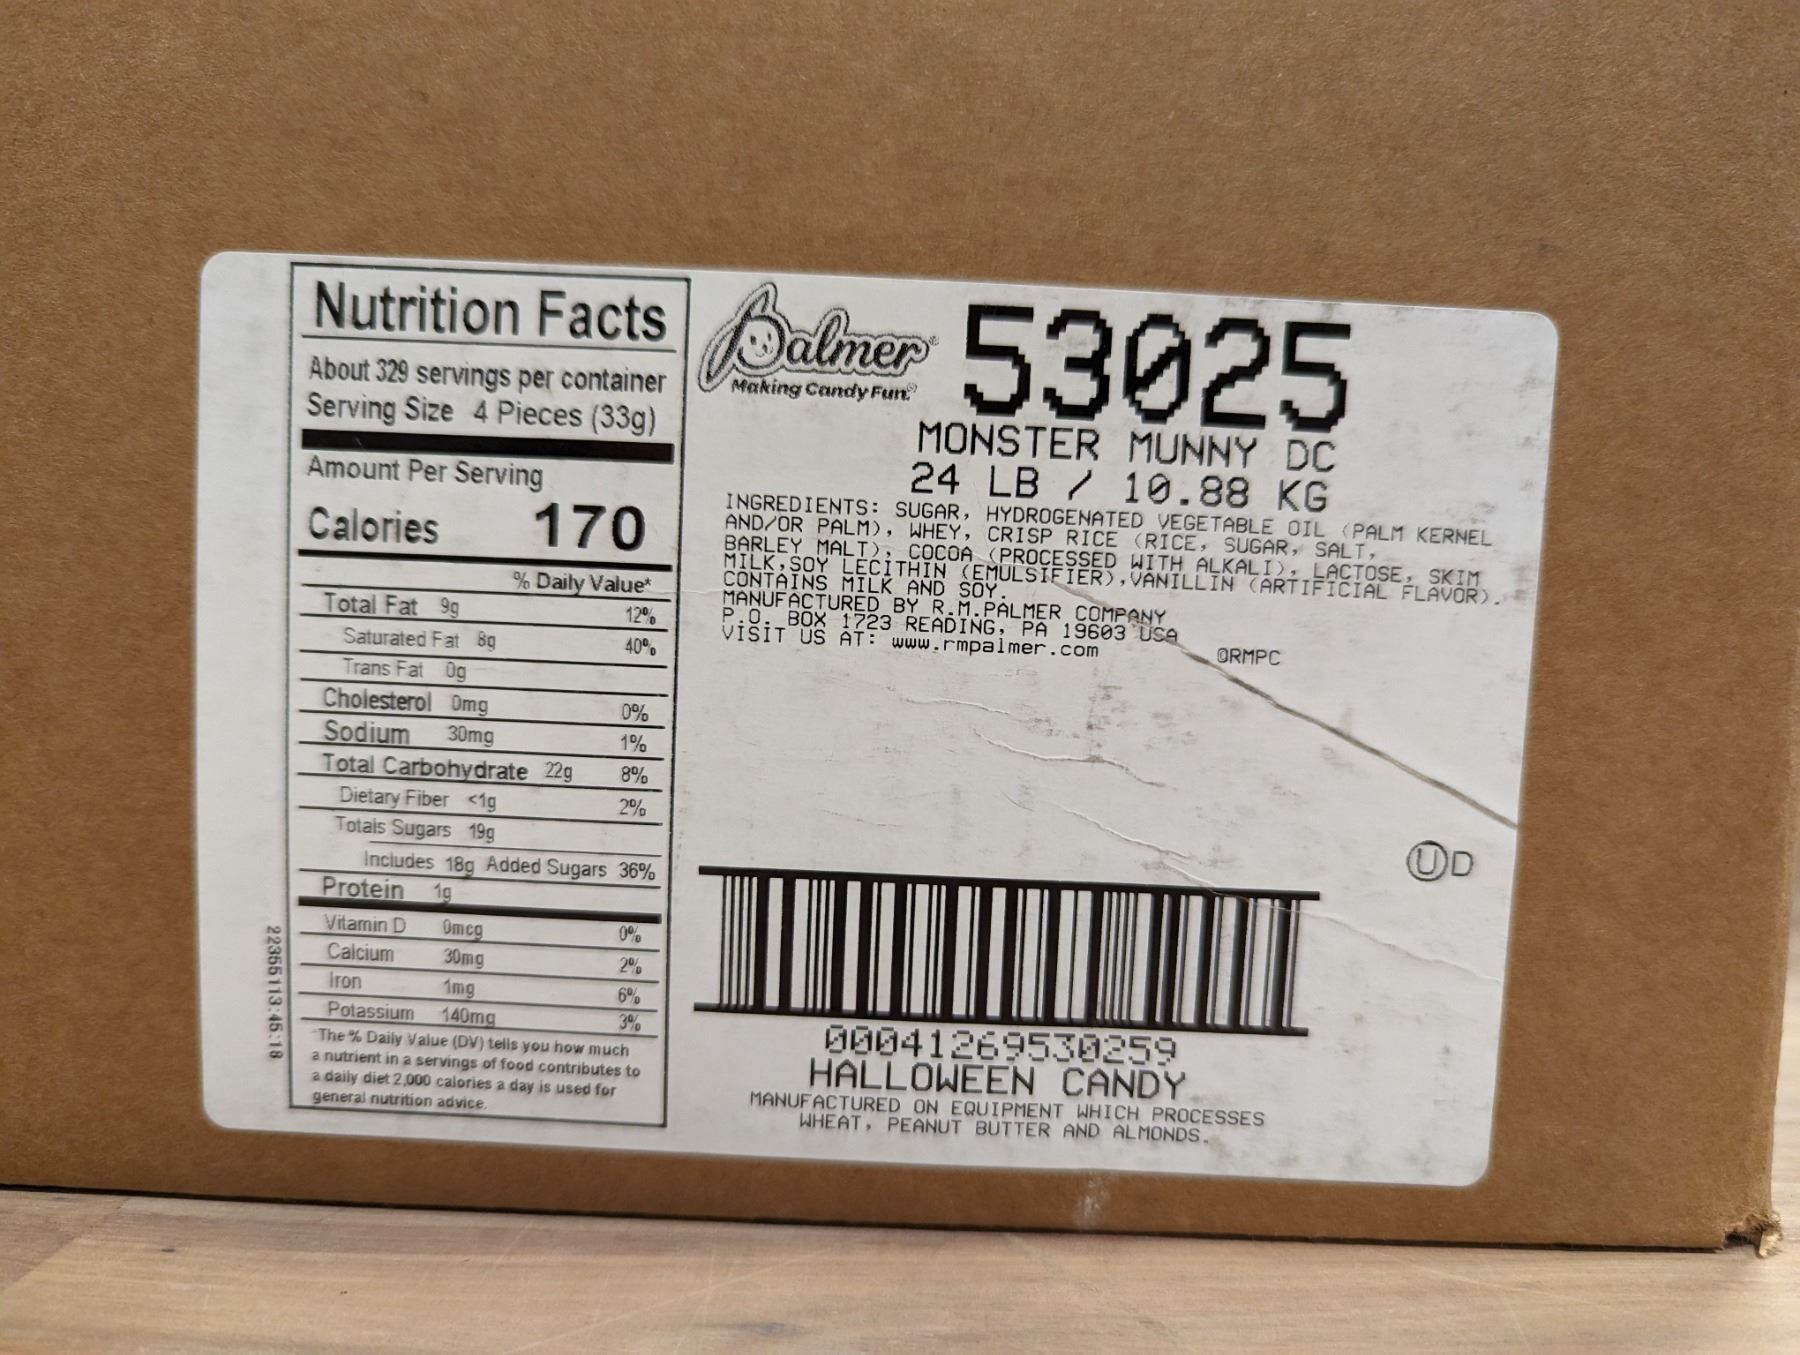 Nutrition Facts
About 329 servings per container
Serving Size 4 Pieces (33g)
Amount Per Serving
Calories 170
% Daily Value*
Total Fat 9g 12%
Saturated Fat 8g 40%
Trans Fat 0g
Cholesterol 0mg 0%
Sodium 30mg 1%
Total Carbohydrate 22g 8%
Dietary Fiber <1g 2%
Totals Sugars 19g
Includes 18g Added Sugars 36%
Protein 1g
Vitamin D 0mcg 0%
Calcium 30mg 2%
Iron 1mg 6%
Potassium 140mg 3%
*The % Daily Value (DV) tells you how much
a nutrient in a servings of food contributes to
a daily diet 2,000 calories a day is used for
general nutrition advice.
22355113:45:18
Palmer®
Making Candy Fun®
53025
MONSTER MUNNY DC
24 LB / 10.88 KG
INGREDIENTS: SUGAR, HYDROGENATED VEGETABLE OIL (PALM KERNEL
AND/OR PALM), WHEY, CRISP RICE (RICE, SUGAR, SALT,
BARLEY MALT), COCOA (PROCESSED WITH ALKALI), LACTOSE, SKIM
MILK,SOY LECITHIN (EMULSIFIER),VANILLIN (ARTIFICIAL FLAVOR).
CONTAINS MILK AND SOY.
MANUFACTURED BY R.M.PALMER COMPANY
P.O. BOX 1723 READING, PA 19603 USA
VISIT US AT: www.rmpalmer.com
©RMPC
UD
00041269530259
HALLOWEEN CANDY
MANUFACTURED ON EQUIPMENT WHICH PROCESSES
WHEAT, PEANUT BUTTER AND ALMONDS.